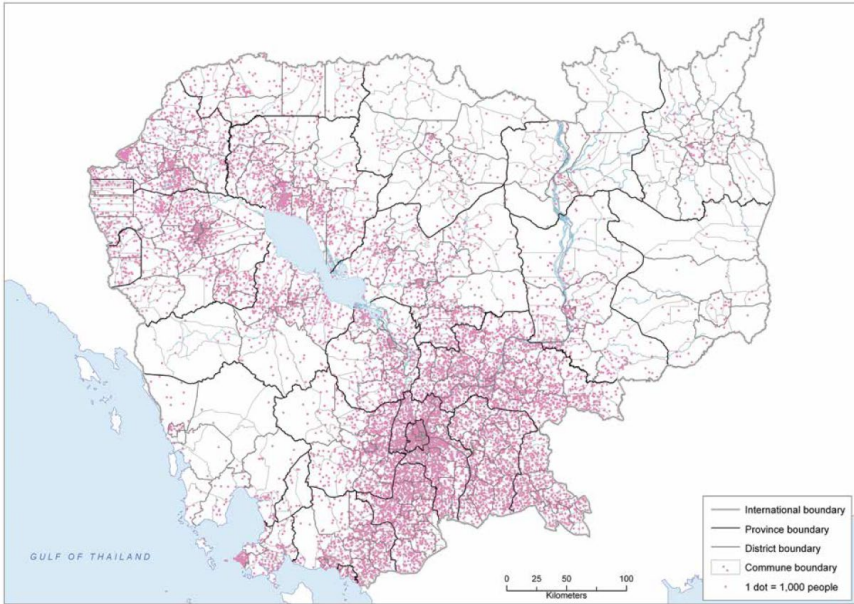 GULF OF THAILAND
0 25 50 100
Kilometers
International boundary
Province boundary
District boundary
Commune boundary
1 dot = 1,000 people